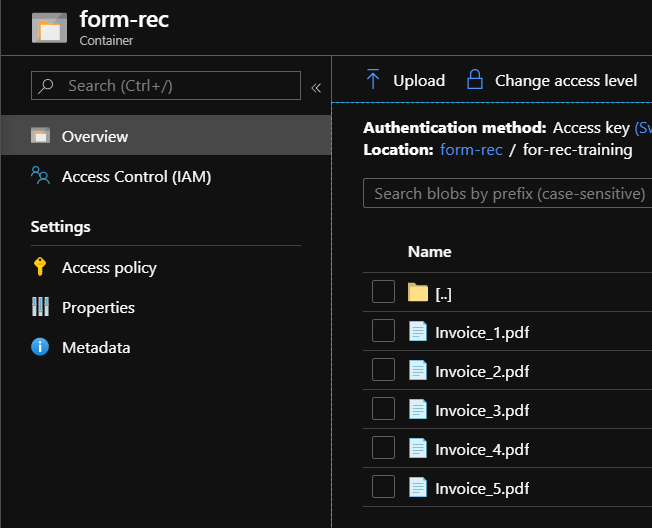 form-rec
Container
Search (Ctrl+/)
«
Overview
Access Control (IAM)
Settings
Access policy
Properties
Metadata
Upload
Change access level
Authentication method: Access key (Sw
Location: form-rec / for-rec-training
Search blobs by prefix (case-sensitive)
Name
[..]
Invoice_1.pdf
Invoice_2.pdf
Invoice_3.pdf
Invoice_4.pdf
Invoice_5.pdf